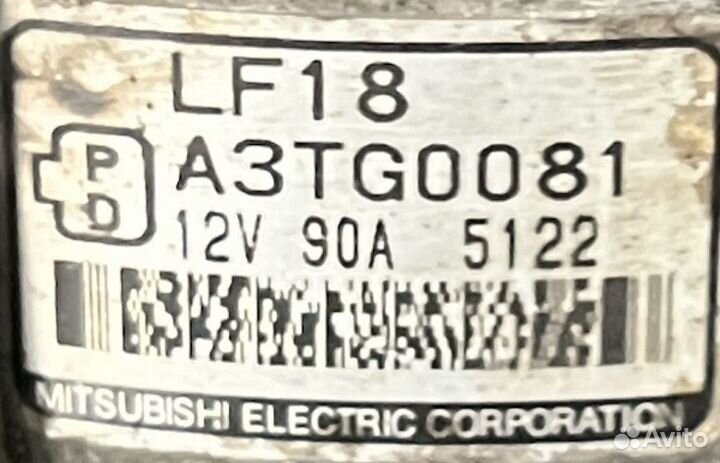 LF18
P
D
A3TG0081
12V 90A 5122
MITSUBISHI ELECTRIC CORPORATION
Avito